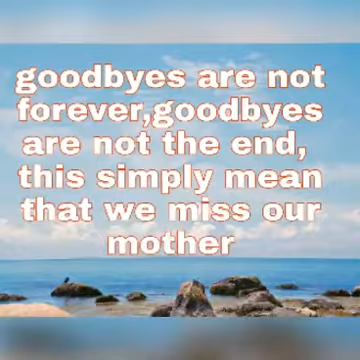 goodbyes are not
forever,goodbyes
are not the end,
this simply mean
that we miss our
mother